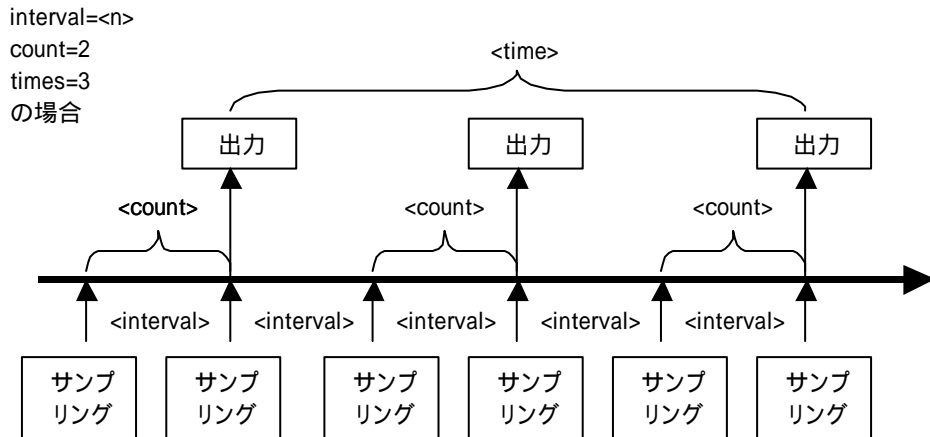 interval=<n>
count=2
times=3
の場合
<time>
出力
出力
出力
<count>
<count>
<count>
<interval>
<interval>
<interval>
<interval>
<interval>
サンプ
リング
サンプ
リング
サンプ
リング
サンプ
リング
サンプ
リング
サンプ
リング